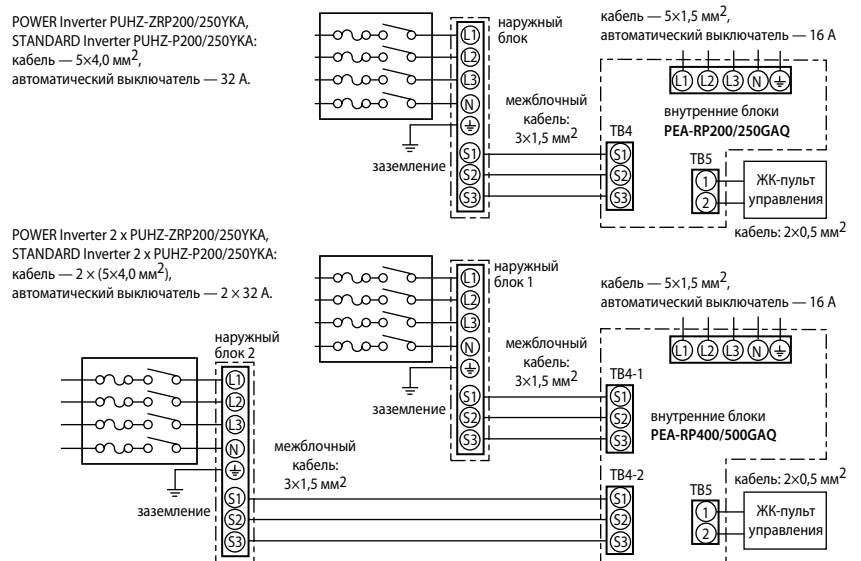 POWER Inverter PUHZ-ZRP200/250YKA,
STANDARD Inverter PUHZ-P200/250YKA:
кабель — 5×4,0 мм2,
автоматический выключатель — 32 А.
наружный
блок
L1
L2
L3
N
заземление
S1
S2
S3
межблочный
кабель:
3×1,5 мм2
кабель — 5×1,5 мм2,
автоматический выключатель — 16 А
L1 L2 L3 N
внутренние блоки
PEA-RP200/250GAQ
TB4
S1
S2
S3
TB5
1
2
ЖК-пульт
управления
кабель: 2×0,5 мм2
POWER Inverter 2 x PUHZ-ZRP200/250YKA,
STANDARD Inverter 2 x PUHZ-P200/250YKA:
кабель — 2 × (5×4,0 мм2),
автоматический выключатель — 2 × 32 А.
наружный
блок 1
L1
L2
L3
N
заземление
S1
S2
S3
межблочный
кабель:
3×1,5 мм2
кабель — 5×1,5 мм2,
автоматический выключатель — 16 А
L1 L2 L3 N
внутренние блоки
PEA-RP400/500GAQ
TB4-1
S1
S2
S3
наружный
блок 2
L1
L2
L3
N
заземление
S1
S2
S3
межблочный
кабель:
3×1,5 мм2
TB4-2
S1
S2
S3
TB5
1
2
кабель: 2×0,5 мм2
ЖК-пульт
управления